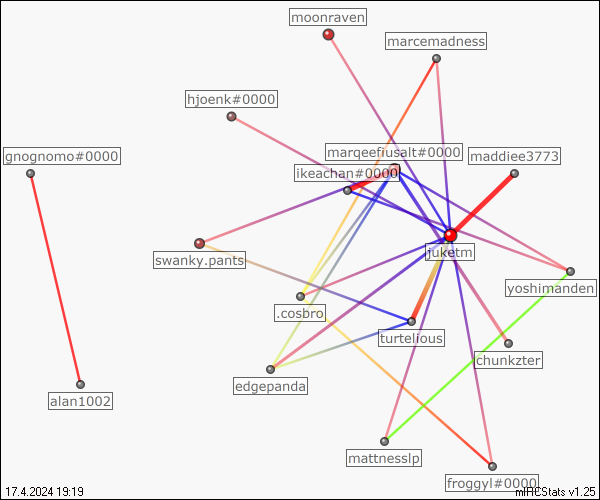 moonraven
marcemadness
hjoenk#0000
gnognomo#0000
marqeefiusalt#0000
maddiee3773
ikeachan#0000
swanky.pants
juketm
yoshimanden
.cosbro
turtelious
chunkzter
edgepanda
alan1002
mattnesslp
froggyl#0000
17.4.2024 19:19
mIRCStats v1.25